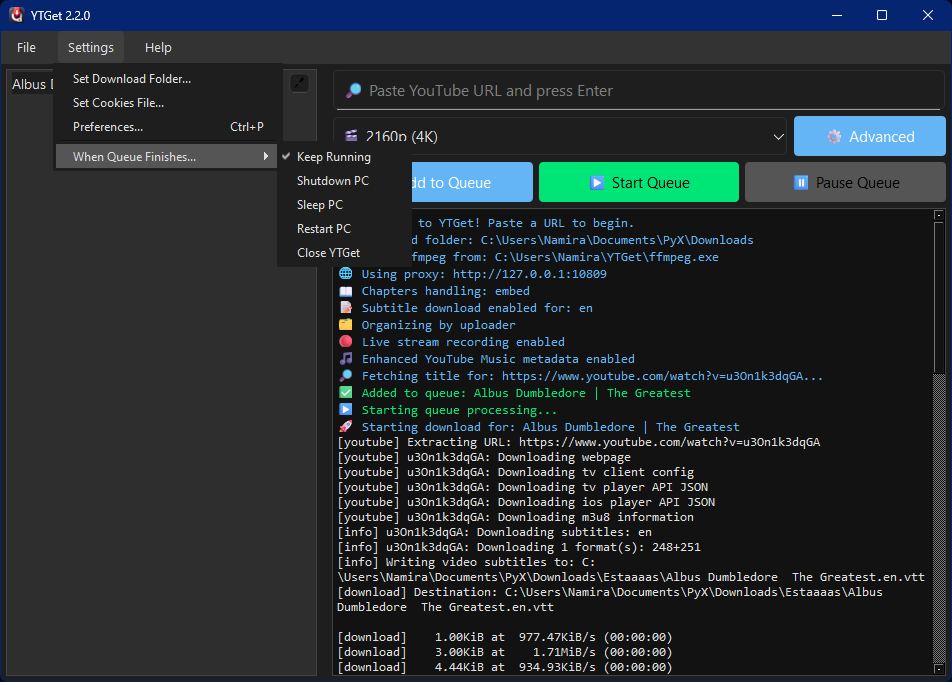 YTGet 2.2.0
File Settings Help
Albus
Set Download Folder...
Set Cookies File...
Preferences... Ctrl+P
When Queue Finishes...
Keep Running
Shutdown PC
Sleep PC
Restart PC
Close YTGet
Paste YouTube URL and press Enter
2160p (4K)
Advanced
dd to Queue
Start Queue
Pause Queue
to YTGet! Paste a URL to begin.
d folder: C:\Users\Namira\Documents\PyX\Downloads
fmpeg from: C:\Users\Namira\YTGet\ffmpeg.exe
Using proxy: http://127.0.0.1:10809
Chapters handling: embed
Subtitle download enabled for: en
Organizing by uploader
Live stream recording enabled
Enhanced YouTube Music metadata enabled
Fetching title for: https://www.youtube.com/watch?v=u3On1k3dqGA...
Added to queue: Albus Dumbledore | The Greatest
Starting queue processing...
Starting download for: Albus Dumbledore | The Greatest
[youtube] Extracting URL: https://www.youtube.com/watch?v=u3On1k3dqGA
[youtube] u3On1k3dqGA: Downloading webpage
[youtube] u3On1k3dqGA: Downloading tv client config
[youtube] u3On1k3dqGA: Downloading tv player API JSON
[youtube] u3On1k3dqGA: Downloading ios player API JSON
[youtube] u3On1k3dqGA: Downloading m3u8 information
[info] u3On1k3dqGA: Downloading subtitles: en
[info] u3On1k3dqGA: Downloading 1 format(s): 248+251
[info] Writing video subtitles to: C:
\Users\Namira\Documents\PyX\Downloads\Estaaaas\Albus Dumbledore  The Greatest.en.vtt
[download] Destination: C:\Users\Namira\Documents\PyX\Downloads\Estaaaas\Albus
Dumbledore  The Greatest.en.vtt
[download]    1.00KiB at  977.47KiB/s (00:00:00)
[download]    3.00KiB at    1.71MiB/s (00:00:00)
[download]    4.44KiB at  934.93KiB/s (00:00:00)